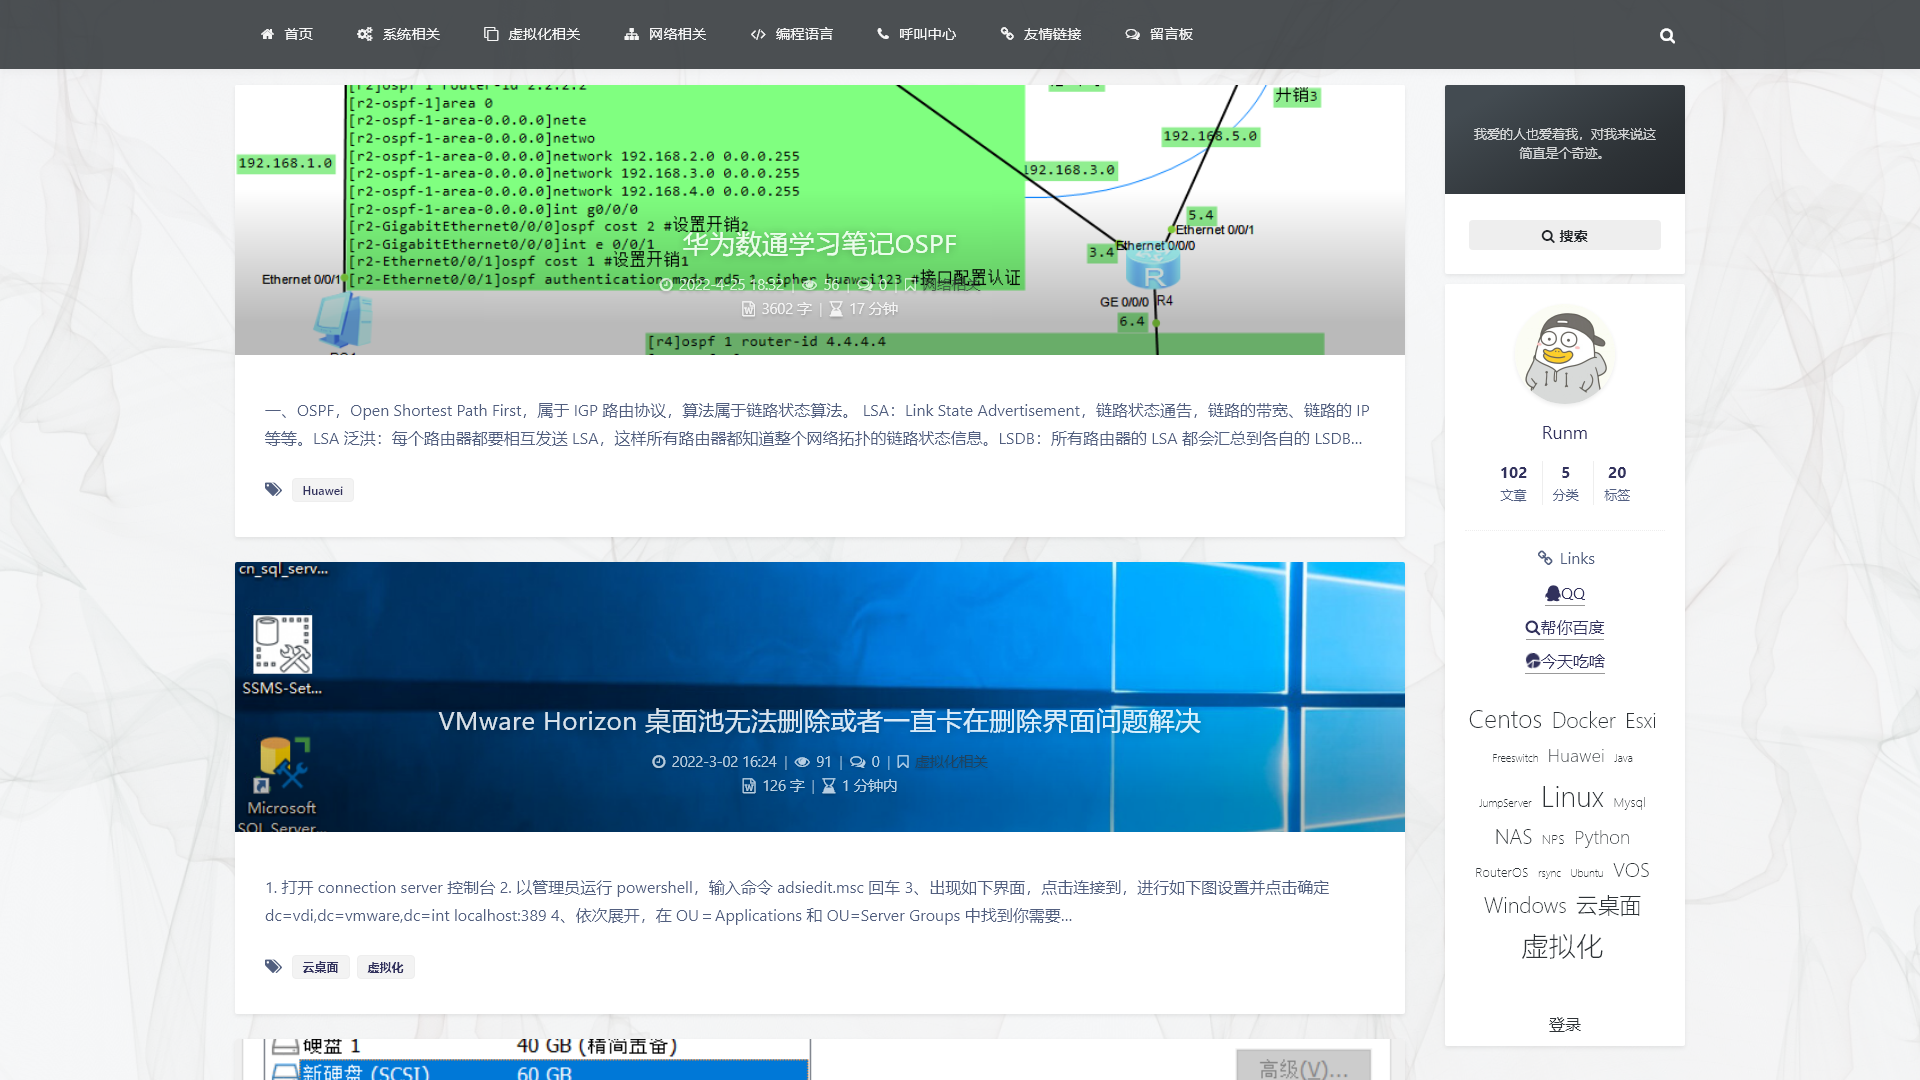 首页 系统相关 虚拟化相关 网络相关 编程语言 呼叫中心 友情链接 留言板
[r2-ospf-1]area 0
[r2-ospf-1-area-0.0.0.0]nete
[r2-ospf-1-area-0.0.0.0]netwo
[r2-ospf-1-area-0.0.0.0]network 192.168.2.0 0.0.0.255
[r2-ospf-1-area-0.0.0.0]network 192.168.3.0 0.0.0.255
[r2-ospf-1-area-0.0.0.0]network 192.168.4.0 0.0.0.255
[r2-ospf-1-area-0.0.0.0]int g0/0/0
[r2-GigabitEthernet0/0/0]ospf cost 2 #设置开销2
[r2-GigabitEthernet0/0/0]int e 0/0/1
[r2-Ethernet0/0/1]ospf cost 1 #设置开销1
[r2-Ethernet0/0/1]ospf authentication-mode md5 1 cipher huawei123 #接口配置认证
192.168.1.0
Ethernet 0/0/1
开销3
192.168.5.0
192.168.3.0
5.4
Ethernet 0/0/1
Ethernet 0/0/0
3.4
R
GE 0/0/0
R4
6.4
[r4]ospf 1 router-id 4.4.4.4
华为数通学习笔记OSPF
2022-4-25 18:32 | 56 | 0 | 网络相关
3602 字 | 17 分钟
一、OSPF，Open Shortest Path First，属于 IGP 路由协议，算法属于链路状态算法。 LSA：Link State Advertisement，链路状态通告，链路的带宽、链路的 IP
等等。LSA 泛洪：每个路由器都要相互发送 LSA，这样所有路由器都知道整个网络拓扑的链路状态信息。LSDB：所有路由器的 LSA 都会汇总到各自的 LSDB...
Huawei
cn_sql_serv...
SSMS-Set...
Microsoft
SQL Server...
VMware Horizon 桌面池无法删除或者一直卡在删除界面问题解决
2022-3-02 16:24 | 91 | 0 | 虚拟化相关
126 字 | 1 分钟内
1. 打开 connection server 控制台 2. 以管理员运行 powershell，输入命令 adsiedit.msc 回车 3、出现如下界面，点击连接到，进行如下图设置并点击确定
dc=vdi,dc=vmware,dc=int localhost:389 4、依次展开，在 OU＝Applications 和 OU=Server Groups 中找到你需要...
云桌面 虚拟化
硬盘 1 40 GB (精简置备)
新硬盘 (SCSI) 60 GB
高级(V)...
我爱的人也爱着我，对我来说这
简直是个奇迹。
搜索
Runm
102 5 20
文章 分类 标签
Links
QQ
帮你百度
今天吃啥
Centos Docker Esxi
Freeswitch Huawei Java
JumpServer Linux Mysql
NAS NPS Python
RouterOS rsync Ubuntu VOS
Windows 云桌面
虚拟化
登录